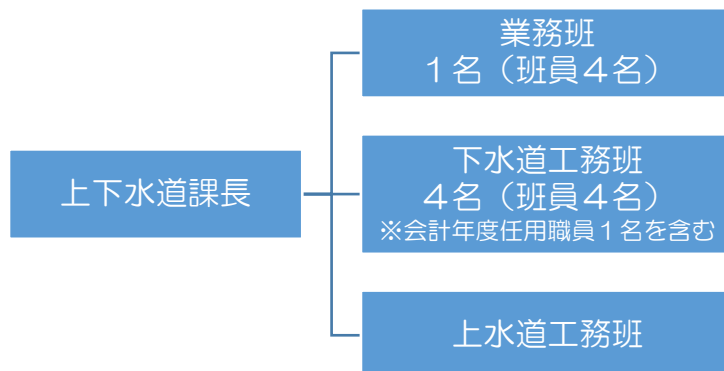 上下水道課長
業務班
１名（班員４名）
下水道工務班
４名（班員４名）
※会計年度任用職員１名を含む
上水道工務班